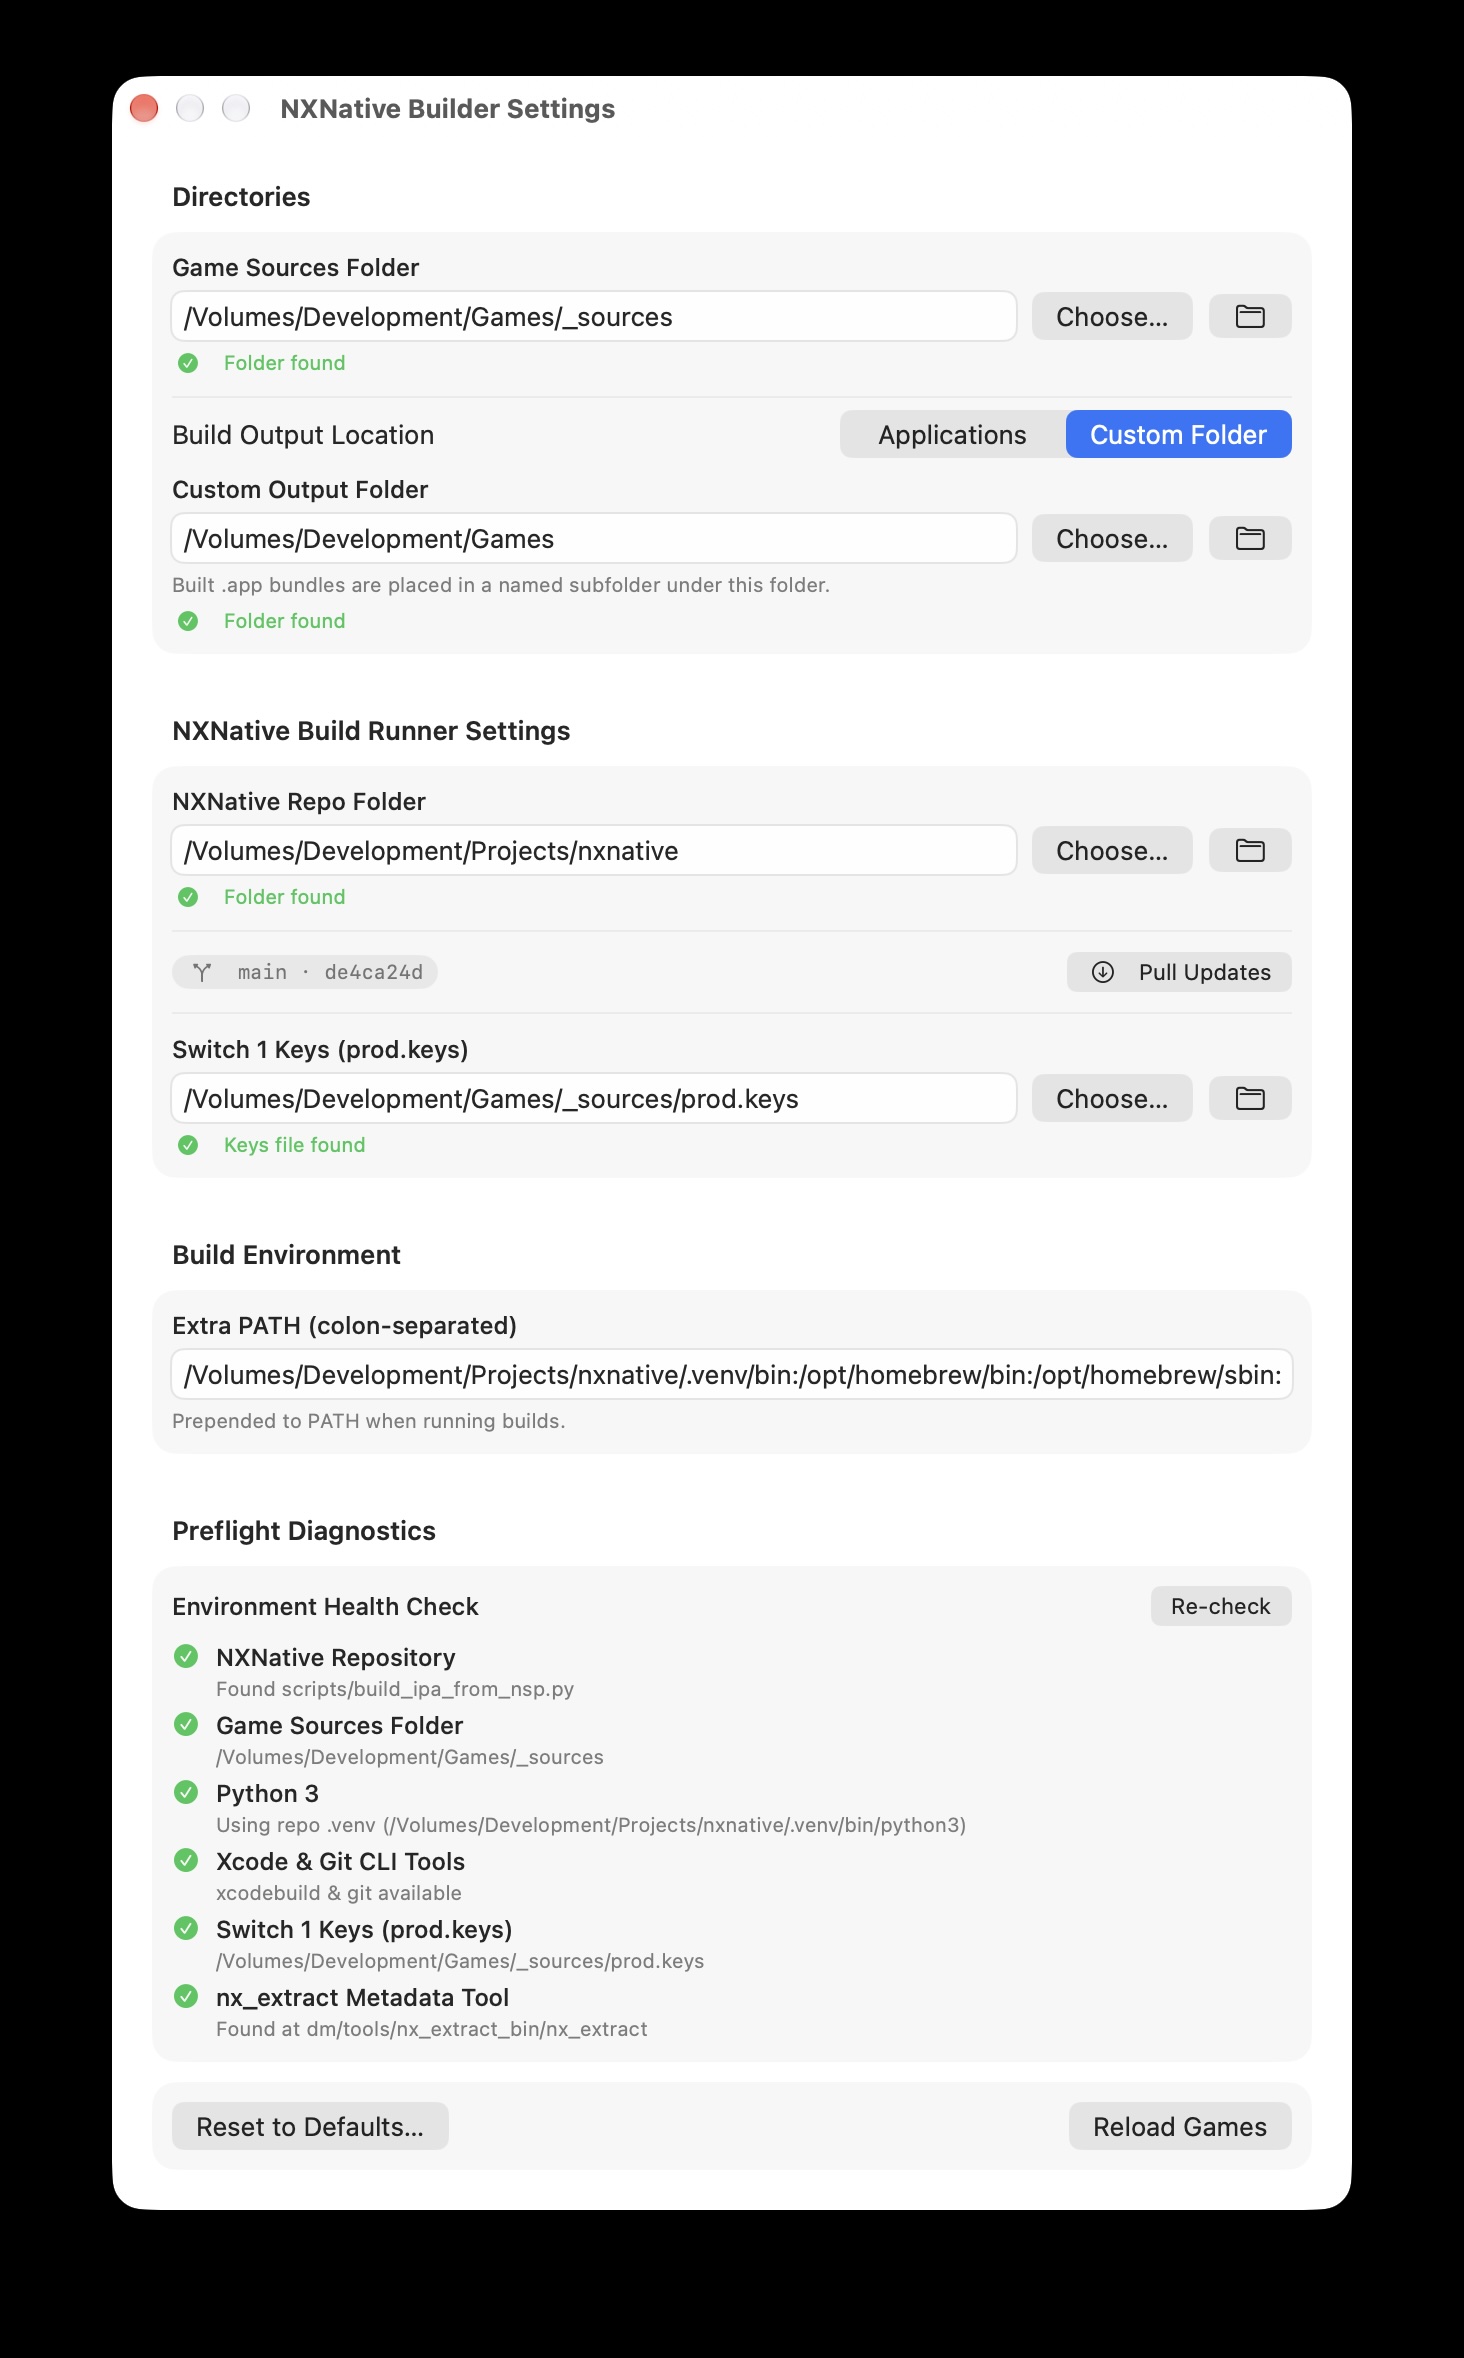 NXNative Builder Settings
Directories
Game Sources Folder
/Volumes/Development/Games/_sources
Choose...
Folder found
Build Output Location
Applications
Custom Folder
Custom Output Folder
/Volumes/Development/Games
Choose...
Built .app bundles are placed in a named subfolder under this folder.
Folder found
NXNative Build Runner Settings
NXNative Repo Folder
/Volumes/Development/Projects/nxnative
Choose...
Folder found
main · de4ca24d
Pull Updates
Switch 1 Keys (prod.keys)
/Volumes/Development/Games/_sources/prod.keys
Choose...
Keys file found
Build Environment
Extra PATH (colon-separated)
/Volumes/Development/Projects/nxnative/.venv/bin:/opt/homebrew/bin:/opt/homebrew/sbin:
Prepended to PATH when running builds.
Preflight Diagnostics
Environment Health Check
Re-check
NXNative Repository
Found scripts/build_ipa_from_nsp.py
Game Sources Folder
/Volumes/Development/Games/_sources
Python 3
Using repo .venv (/Volumes/Development/Projects/nxnative/.venv/bin/python3)
Xcode & Git CLI Tools
xcodebuild & git available
Switch 1 Keys (prod.keys)
/Volumes/Development/Games/_sources/prod.keys
nx_extract Metadata Tool
Found at dm/tools/nx_extract_bin/nx_extract
Reset to Defaults...
Reload Games